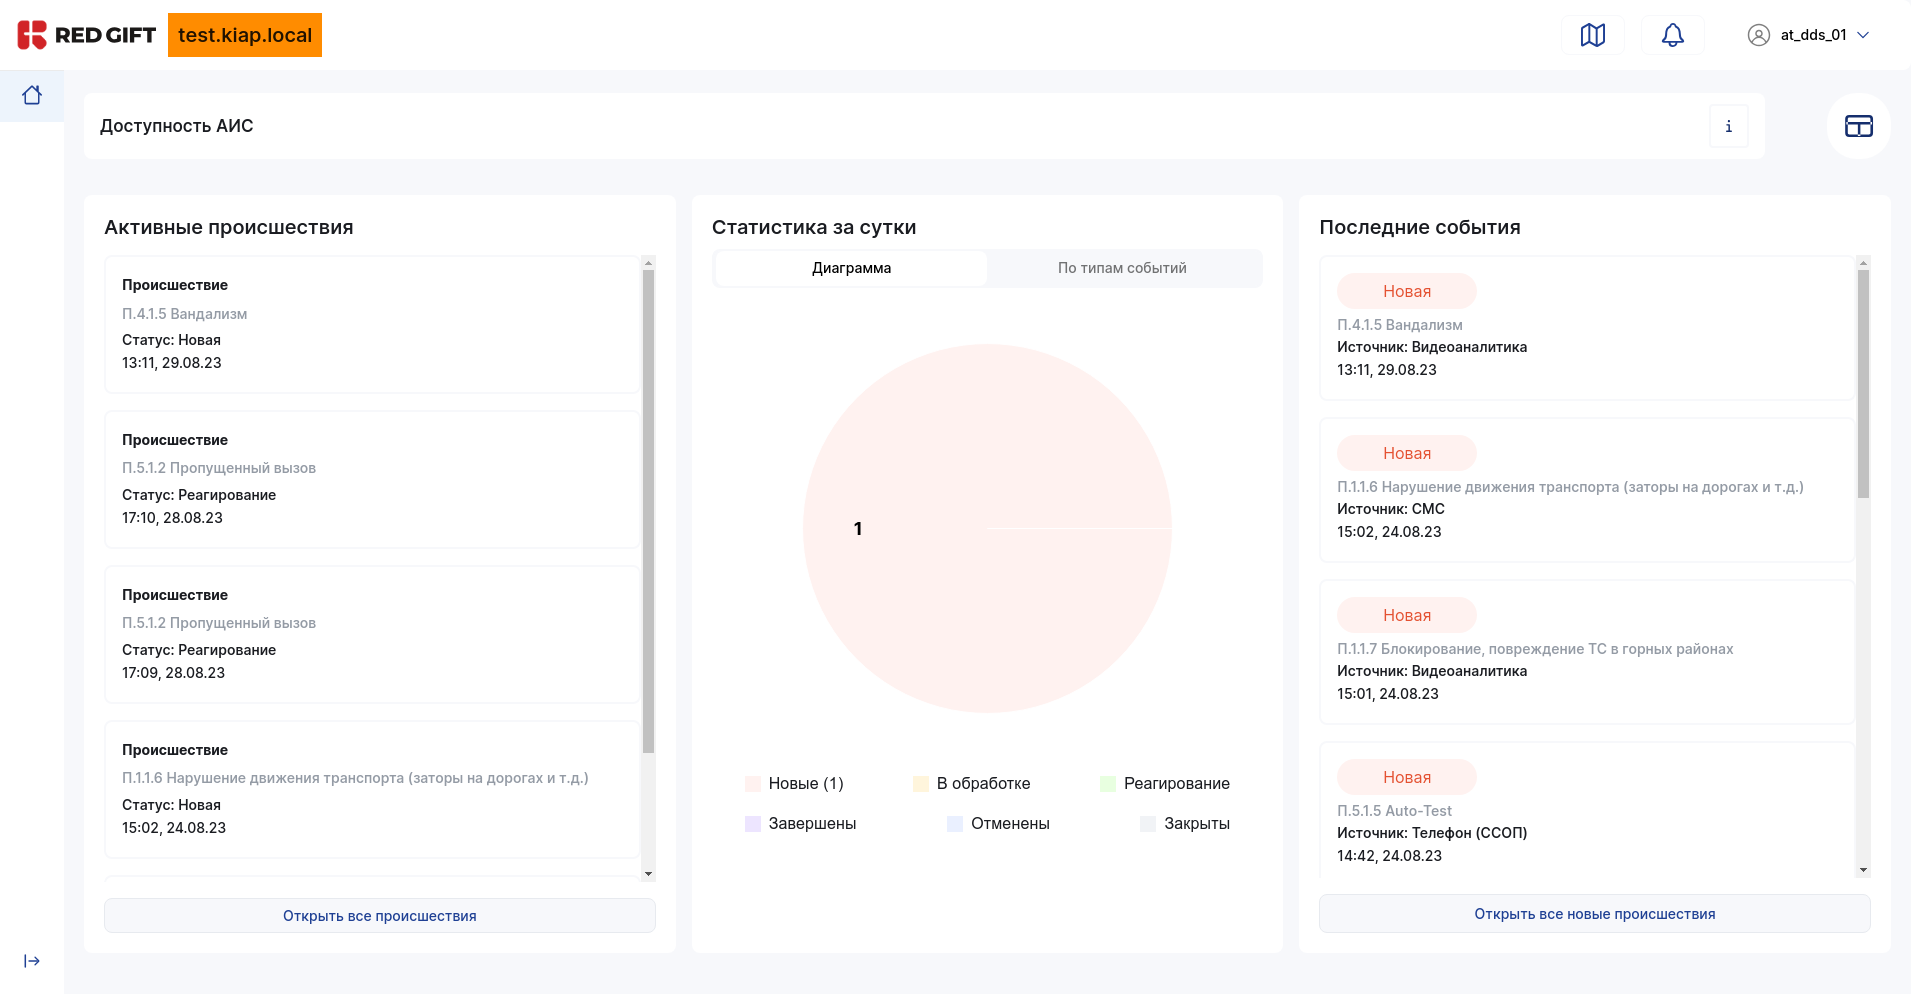 RED GIFT
test.kiap.local
at_dds_01
Доступность АИС
i
Активные происшествия
Происшествие
П.4.1.5 Вандализм
Статус: Новая
13:11, 29.08.23
Происшествие
П.5.1.2 Пропущенный вызов
Статус: Реагирование
17:10, 28.08.23
Происшествие
П.5.1.2 Пропущенный вызов
Статус: Реагирование
17:09, 28.08.23
Происшествие
П.1.1.6 Нарушение движения транспорта (заторы на дорогах и т.д.)
Статус: Новая
15:02, 24.08.23
Открыть все происшествия
Статистика за сутки
Диаграмма
По типам событий
1
Новые (1)
В обработке
Реагирование
Завершены
Отменены
Закрыты
Последние события
Новая
П.4.1.5 Вандализм
Источник: Видеоаналитика
13:11, 29.08.23
Новая
П.1.1.6 Нарушение движения транспорта (заторы на дорогах и т.д.)
Источник: СМС
15:02, 24.08.23
Новая
П.1.1.7 Блокирование, повреждение ТС в горных районах
Источник: Видеоаналитика
15:01, 24.08.23
Новая
П.5.1.5 Auto-Test
Источник: Телефон (ССОП)
14:42, 24.08.23
Открыть все новые происшествия